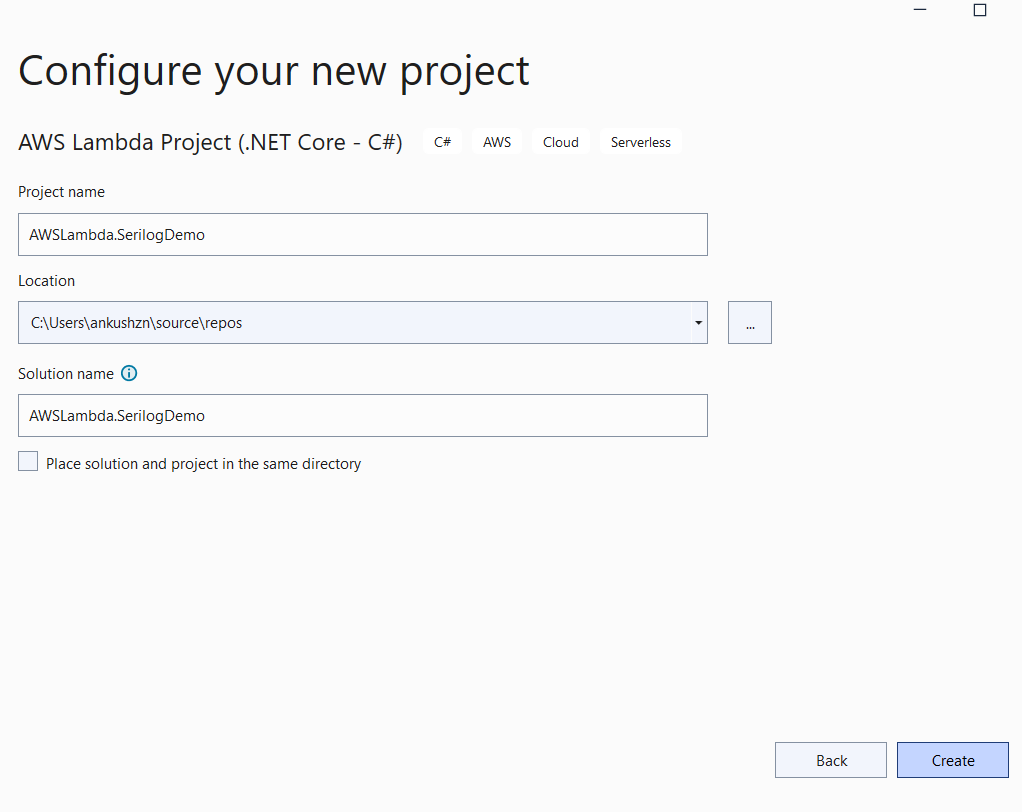 Configure your new project
AWS Lambda Project (.NET Core - C#) C# AWS Cloud Serverless
Project name
AWSLambda.SerilogDemo
Location
C:\Users\ankushzn\source\repos
...
Solution name
AWSLambda.SerilogDemo
Place solution and project in the same directory
Back Create